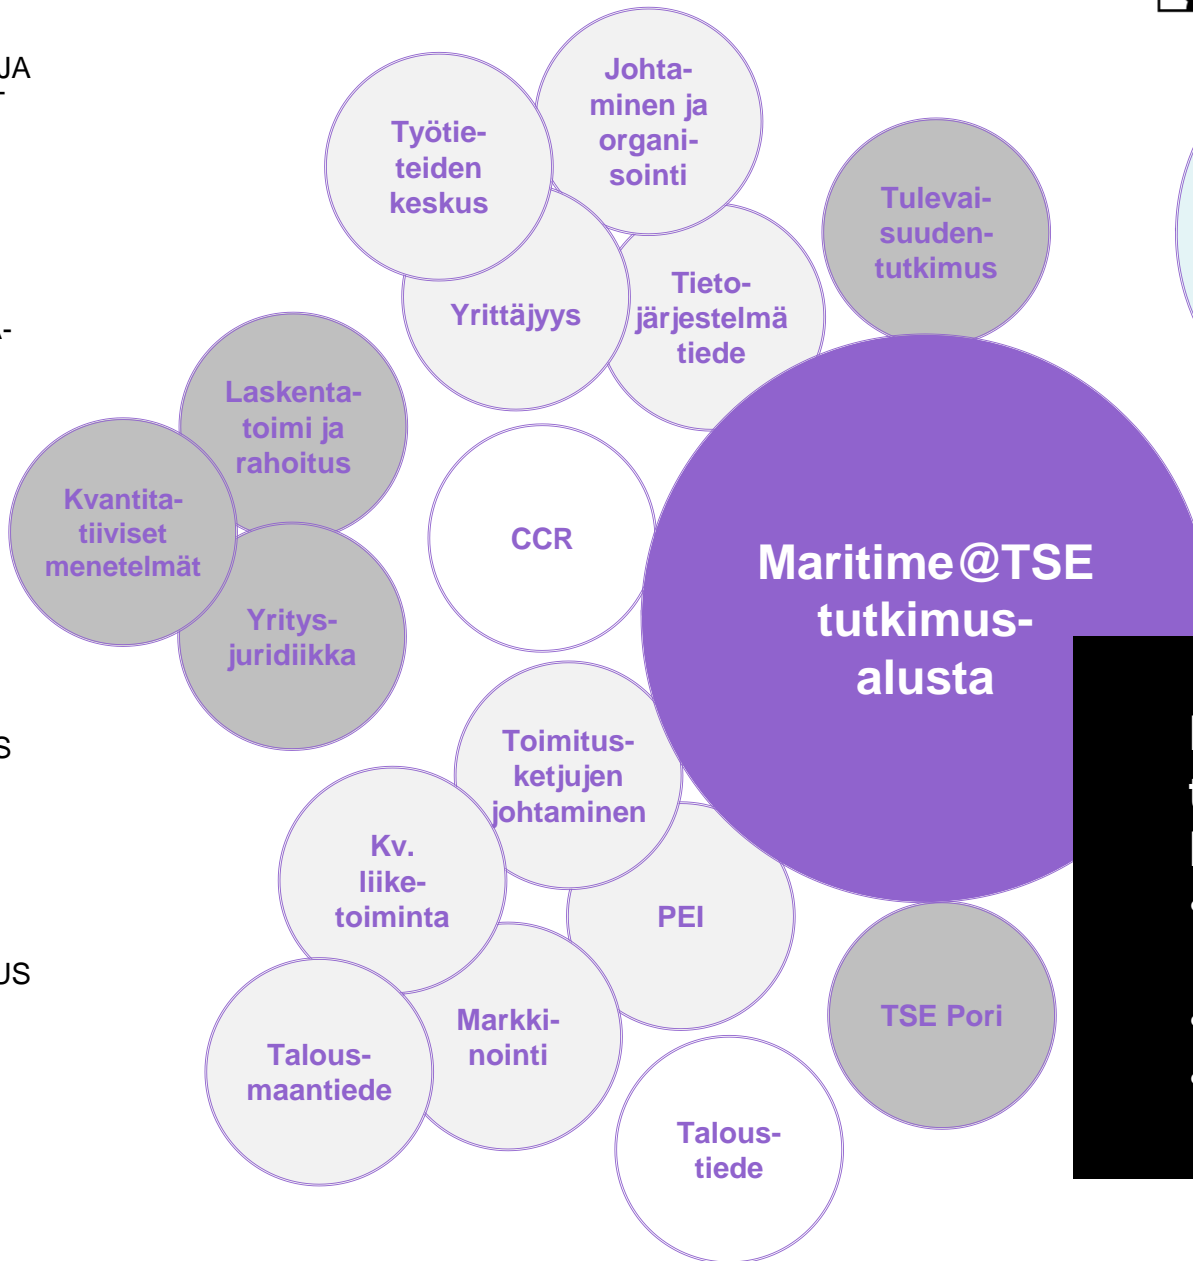 JA
Johta-
minen ja
organi-
sointi
Työtie-
teiden
keskus
Tulevai-
suuden-
tutkimus
Tieto-
järjestelmä
tiede
Yrittäjyys
Laskenta-
toimi ja
rahoitus
Kvantita-
tiiviset
menetelmät
CCR
Yritys-
juridiikka
Maritime@TSE
tutkimus-
alusta
S
Toimitus-
ketjujen
johtaminen
Kv.
liike-
toiminta
PEI
US
TSE Pori
Markki-
nointi
Talous-
maantiede
Talous-
tiede